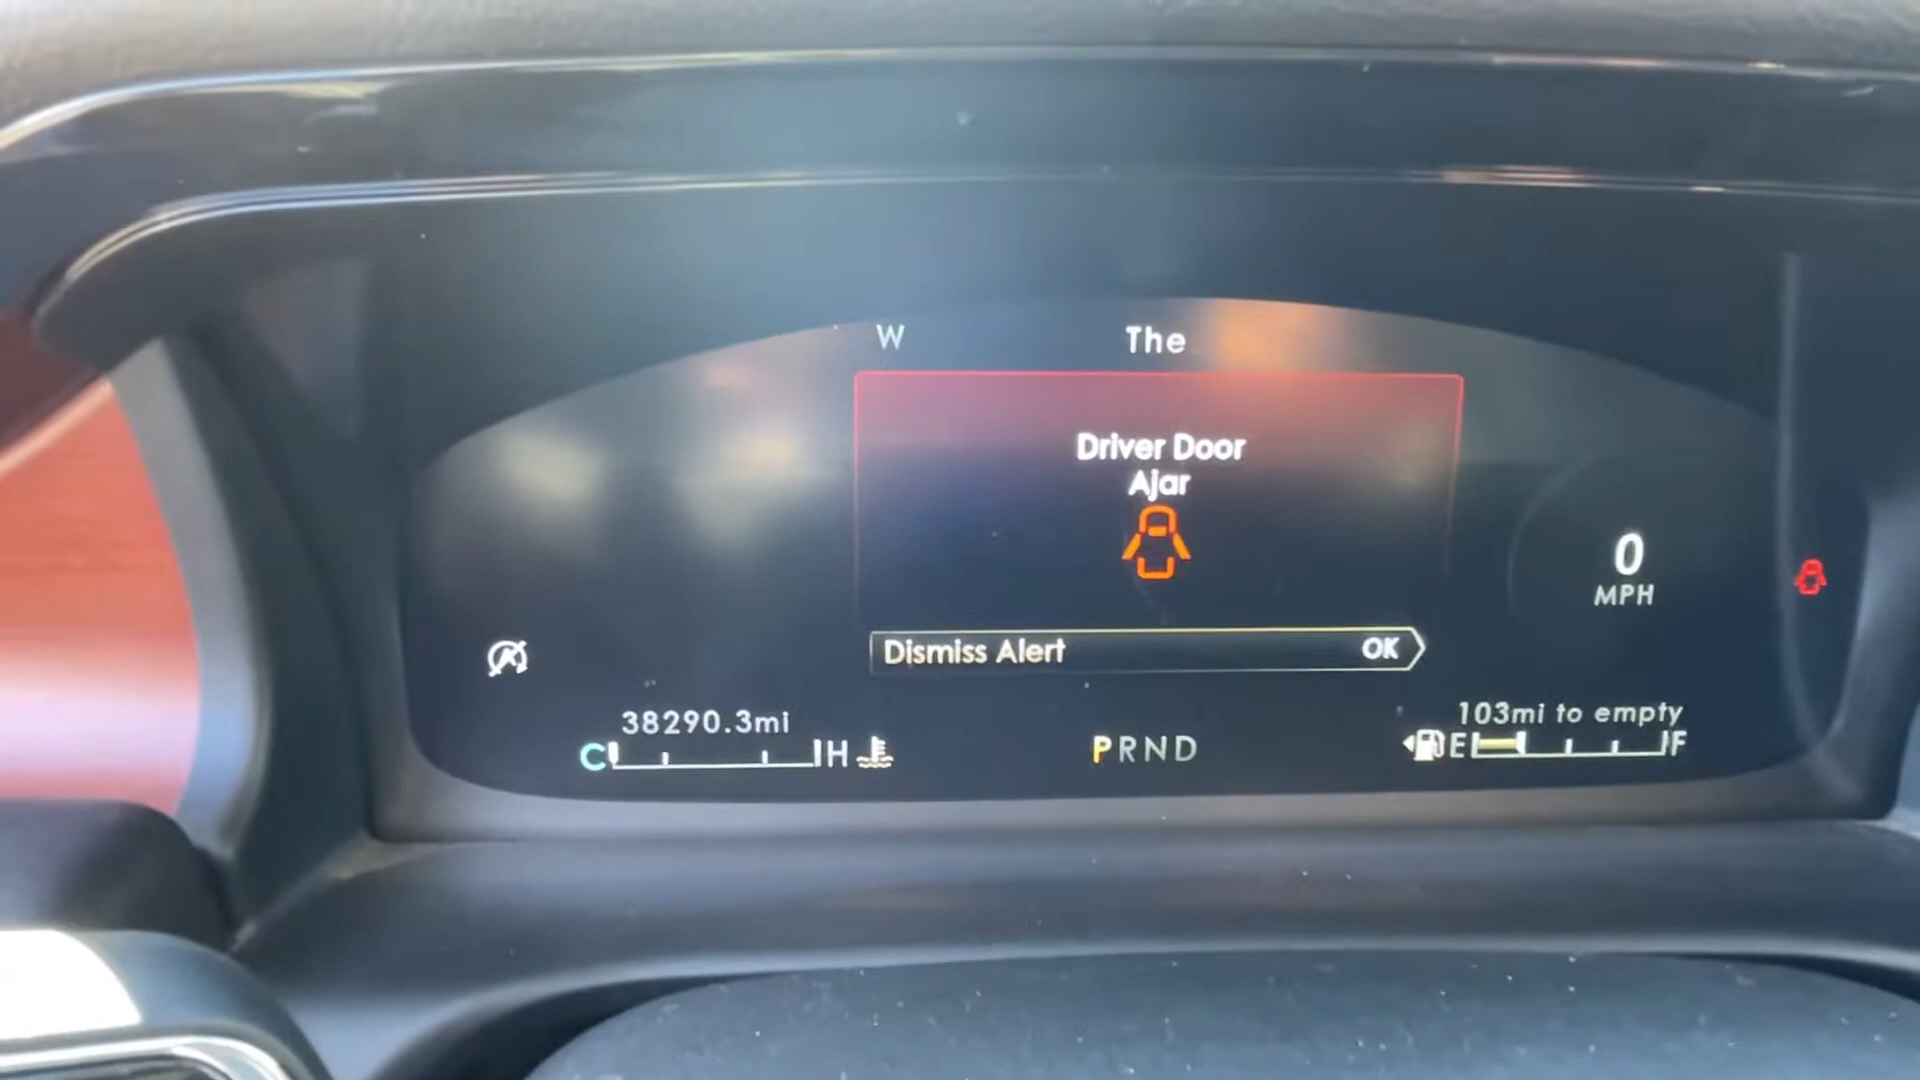 W
The
Driver Door
Ajar
0
MPH
Dismiss Alert OK
38290.3mi
103mi to empty
C H
PRND
E F